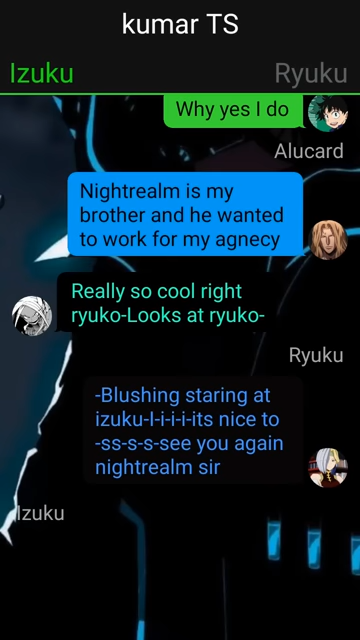 kumar TS
Izuku Ryuku
Why yes I do
Alucard
Nightrealm is my
brother and he wanted
to work for my agnecy
Really so cool right
ryuko-Looks at ryuko-
Ryuku
-Blushing staring at
izuku-I-i-i-i-its nice to
-ss-s-s-see you again
nightrealm sir
Izuku